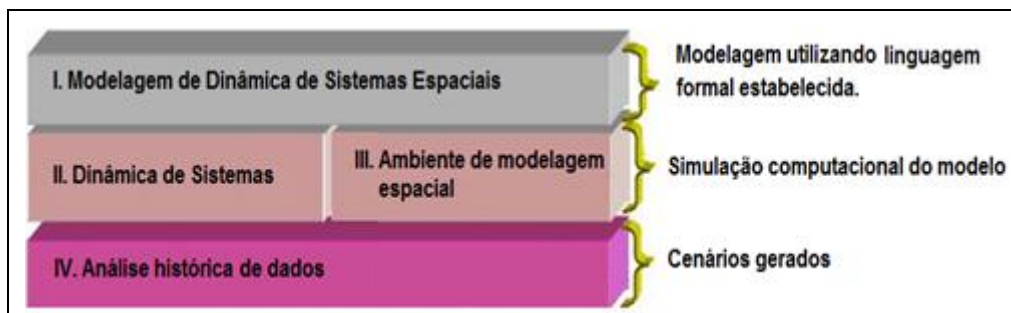 I. Modelagem de Dinâmica de Sistemas Espaciais
Modelagem utilizando linguagem
formal estabelecida.
II. Dinâmica de Sistemas
III. Ambiente de modelagem
espacial
Simulação computacional do modelo
IV. Análise histórica de dados
Cenários gerados